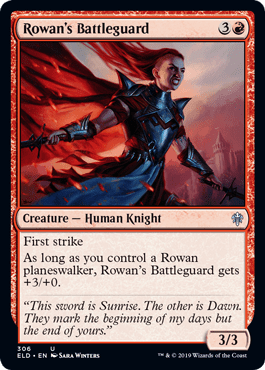 Rowan's Battleguard 3
Creature — Human Knight
First strike
As long as you control a Rowan
planeswalker, Rowan's Battleguard gets
+3/+0.
“This sword is Sunrise. The other is Dawn.
They mark the beginning of my days but
the end of yours.”
3/3
306 U
ELD • EN SARA WINTERS
™ & © 2019 Wizards of the Coast